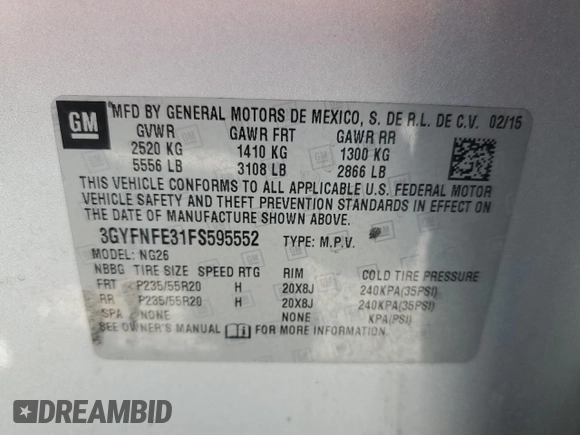 GM
MFD BY GENERAL MOTORS DE MEXICO, S. DE R.L. DE C.V. 02/15
GVWR GAWR FRT GAWR RR
2520 KG 1410 KG 1300 KG
5556 LB 3108 LB 2866 LB
THIS VEHICLE CONFORMS TO ALL APPLICABLE U.S. FEDERAL MOTOR
VEHICLE SAFETY AND THEFT PREVENTION STANDARDS IN EFFECT ON
THE DATE OF MANUFACTURE SHOWN ABOVE.
3GYFNFE31FS595552 TYPE: M.P.V.
MODEL: NG26
NBBG TIRE SIZE SPEED RTG RIM COLD TIRE PRESSURE
FRT P235/55R20 H 20X8J 240KPA(35PSI)
RR P235/55R20 H 20X8J 240KPA(35PSI)
SPA NONE NONE KPA(PSI)
SEE OWNER'S MANUAL FOR MORE INFORMATION.
DREAMBID